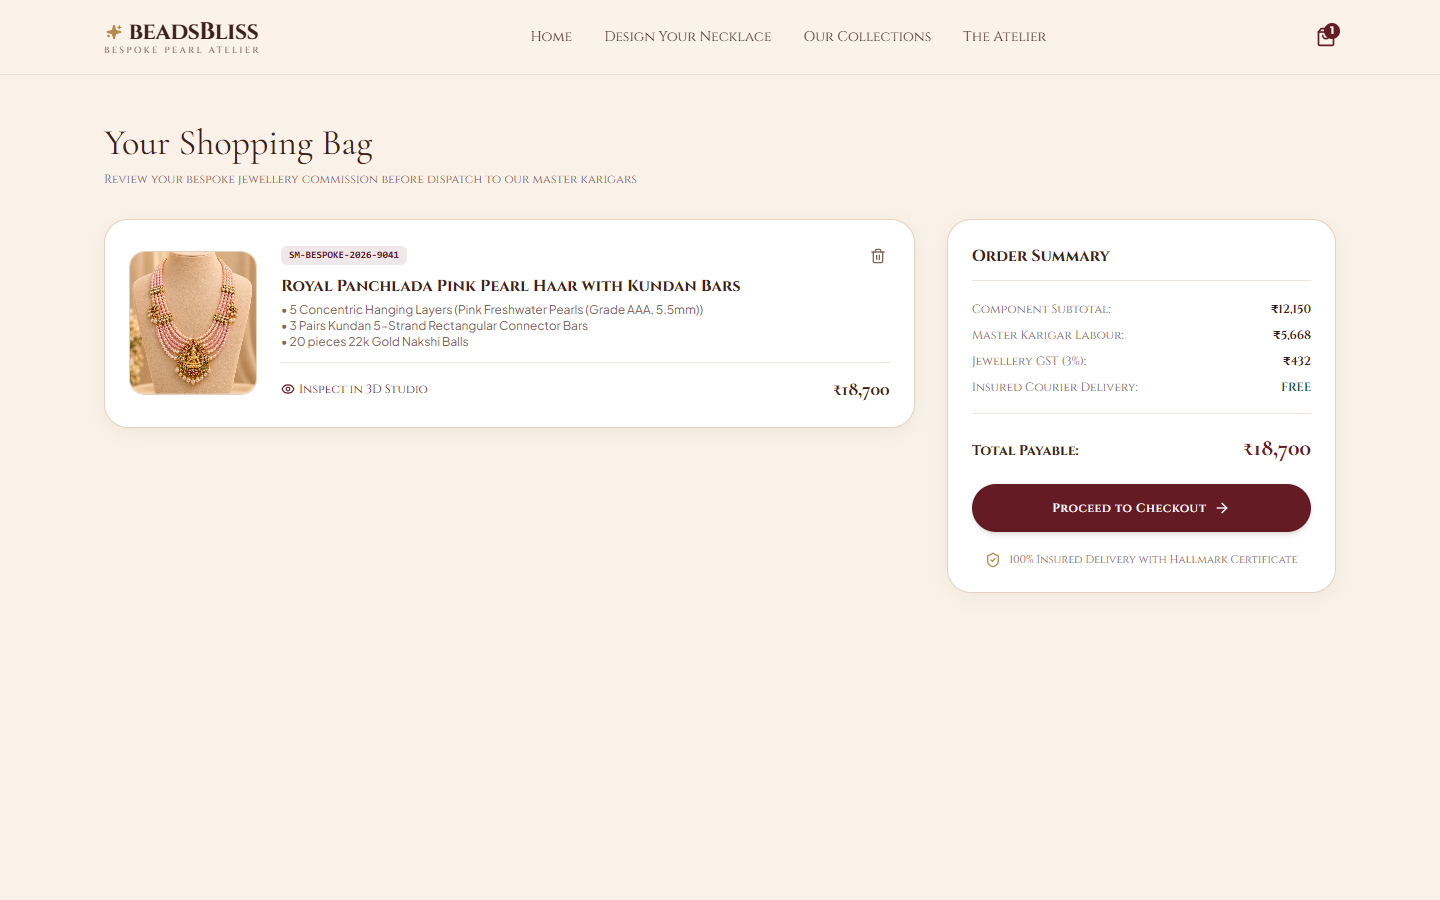 BEADSBLISS
BESPOKE PEARL ATELIER
Home
Design Your Necklace
Our Collections
The Atelier
1
Your Shopping Bag
Review your bespoke jewellery commission before dispatch to our master karigars
SM-BESPOKE-2026-9041
Royal Panchlada Pink Pearl Haar with Kundan Bars
• 5 Concentric Hanging Layers (Pink Freshwater Pearls (Grade AAA, 5.5mm))
• 3 Pairs Kundan 5-Strand Rectangular Connector Bars
• 20 pieces 22k Gold Nakshi Balls
Inspect in 3D Studio
₹18,700
Order Summary
Component Subtotal: ₹12,150
Master Karigar Labour: ₹5,668
Jewellery GST (3%): ₹432
Insured Courier Delivery: FREE
Total Payable: ₹18,700
Proceed to Checkout →
100% Insured Delivery with Hallmark Certificate